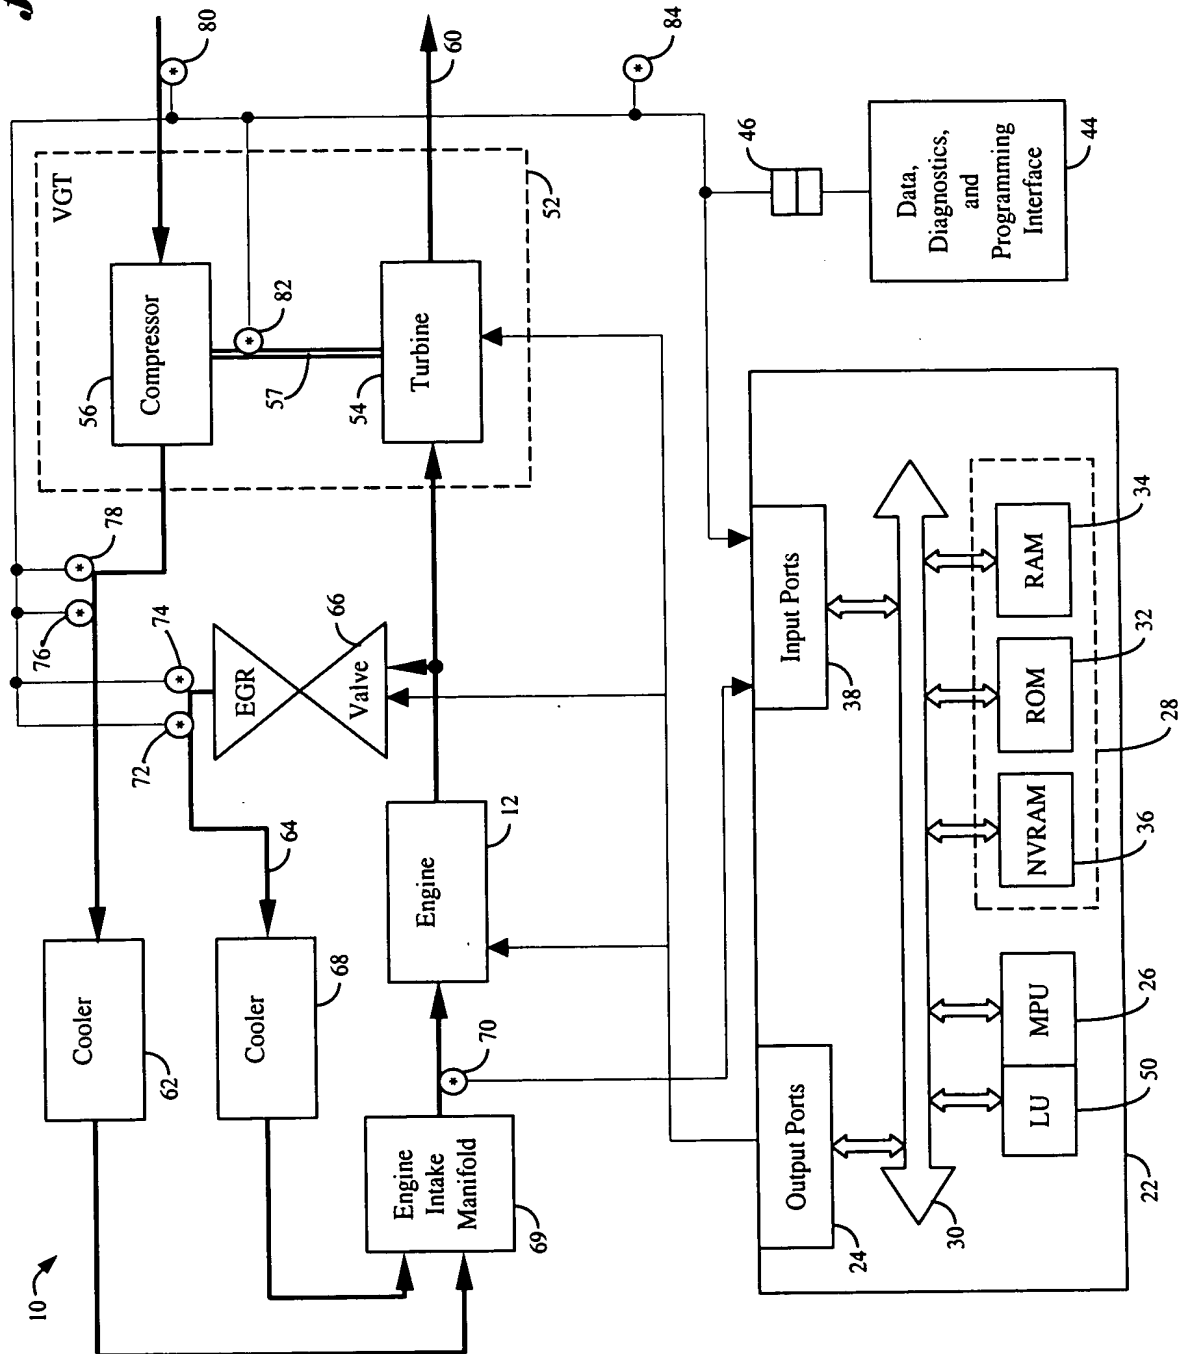 10
76
VGT
Cooler
56
78
62
72
74
Compressor
80
EGR
Cooler
66
57
82
64
68
Valve
54
Engine
Intake
Manifold
70
Engine
12
Turbine
60
69
52
84
46
Output Ports
Input Ports
24
38
Data,
Diagnostics,
and
Programming
Interface
30
44
LU
MPU
NVRAM
ROM
RAM
22
50
26
36
28
32
34